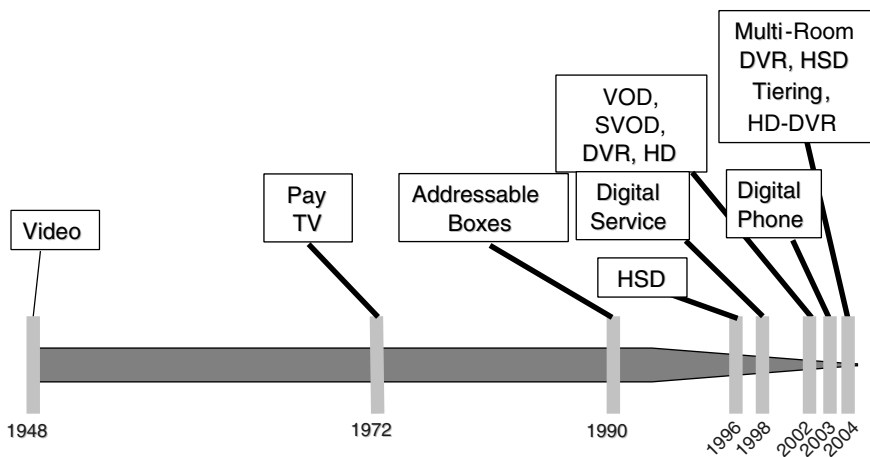 Multi-Room
DVR, HSD
Tiering,
HD-DVR
VOD,
SVOD,
DVR, HD
Video
Pay
TV
Addressable
Boxes
Digital
Service
Digital
Phone
HSD
1948
1972
1990
1996
1998
2002
2003
2004